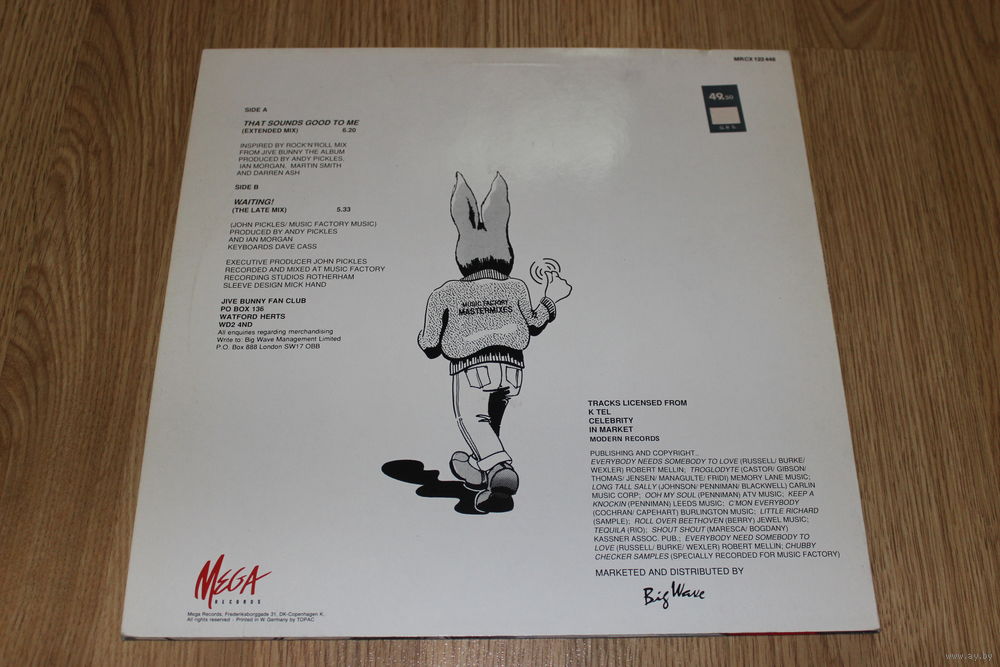 MRCX 122446
49.50
SIDE A
THAT SOUNDS GOOD TO ME
(EXTENDED MIX) 6.20
INSPIRED BY ROCK'N'ROLL MIX
FROM JIVE BUNNY THE ALBUM
PRODUCED BY ANDY PICKLES,
IAN MORGAN, MARTIN SMITH
AND DARREN ASH
SIDE B
WAITING!
(THE LATE MIX) 5.33
(JOHN PICKLES/ MUSIC FACTORY MUSIC)
PRODUCED BY ANDY PICKLES
AND IAN MORGAN
KEYBOARDS DAVE CASS
EXECUTIVE PRODUCER JOHN PICKLES
RECORDED AND MIXED AT MUSIC FACTORY
RECORDING STUDIOS ROTHERHAM
SLEEVE DESIGN MICK HAND
JIVE BUNNY FAN CLUB
PO BOX 136
WATFORD HERTS
WD2 4ND
All enquiries regarding merchandising
Write to: Big Wave Management Limited
P.O. Box 888 London SW17 OBB
MUSIC FACTORY
MASTERMIXES
TRACKS LICENSED FROM
K TEL
CELEBRITY
IN MARKET
MODERN RECORDS
PUBLISHING AND COPYRIGHT..
EVERYBODY NEEDS SOMEBODY TO LOVE (RUSSELL/ BURKE/
WEXLER) ROBERT MELLIN; TROGLODYTE (CASTOR/ GIBSON/
THOMAS/ JENSEN/ MANAGULTE/ FRIDI) MEMORY LANE MUSIC;
LONG TALL SALLY (JOHNSON/ PENNIMAN/ BLACKWELL) CARLIN
MUSIC CORP; OOH MY SOUL (PENNIMAN) ATV MUSIC; KEEP A
KNOCKIN (PENNIMAN) LEEDS MUSIC; C'MON EVERYBODY
(COCHRAN/ CAPEHART) BURLINGTON MUSIC; LITTLE RICHARD
(SAMPLE); ROLL OVER BEETHOVEN (BERRY) JEWEL MUSIC;
TEQUILA (RIO); SHOUT SHOUT (MARESCA/ BOGDANY)
KASSNER ASSOC. PUB.; EVERYBODY NEED SOMEBODY TO
LOVE (RUSSELL/ BURKE/ WEXLER) ROBERT MELLIN; CHUBBY
CHECKER SAMPLES (SPECIALLY RECORDED FOR MUSIC FACTORY)
MARKETED AND DISTRIBUTED BY
Big Wave
MEGA
RECORDS
Mega Records, Frederiksborggade 31, DK-Copenhagen K.
All rights reserved · Printed in W. Germany by TOPAC
www.ay.by